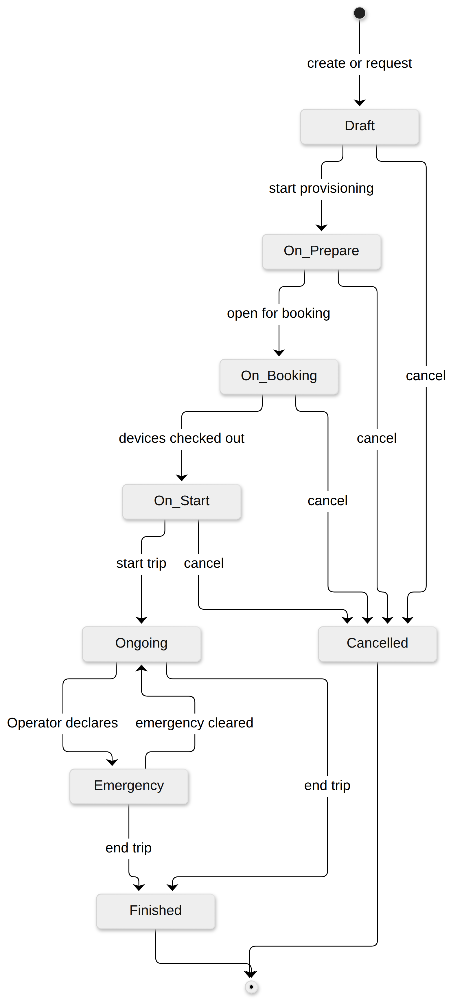 create or request
Draft
start provisioning
On_Prepare
open for booking
On_Booking
cancel
devices checked out
cancel
On_Start
cancel
start trip
cancel
Ongoing
Cancelled
Operator declares
emergency cleared
Emergency
end trip
end trip
Finished